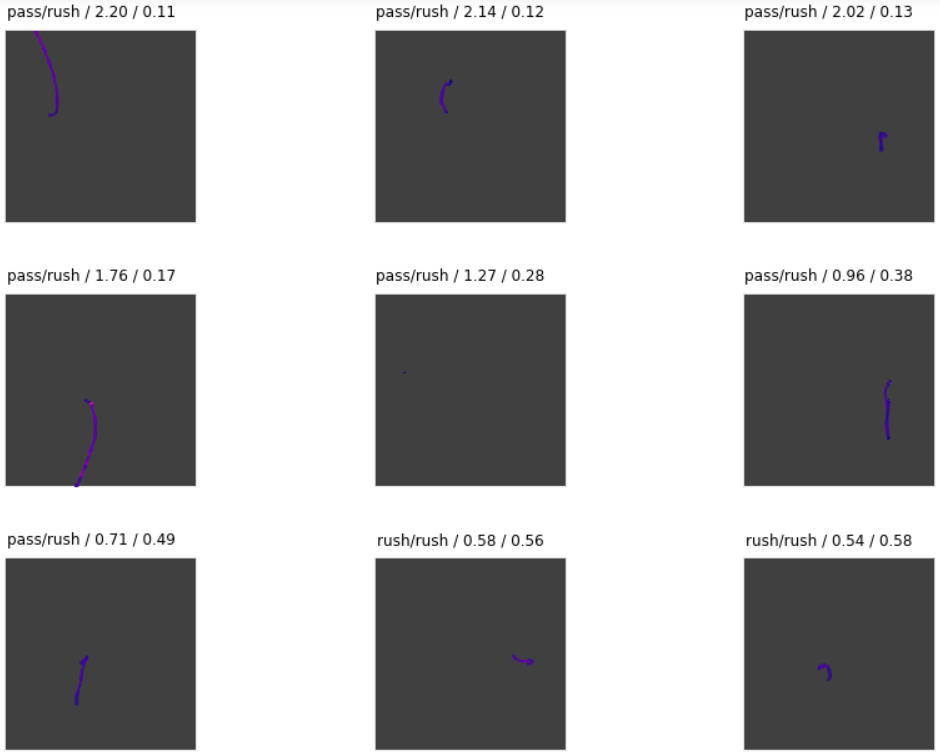 pass/rush / 2.20 / 0.11
pass/rush / 2.14 / 0.12
pass/rush / 2.02 / 0.13
pass/rush / 1.76 / 0.17
pass/rush / 1.27 / 0.28
pass/rush / 0.96 / 0.38
pass/rush / 0.71 / 0.49
rush/rush / 0.58 / 0.56
rush/rush / 0.54 / 0.58